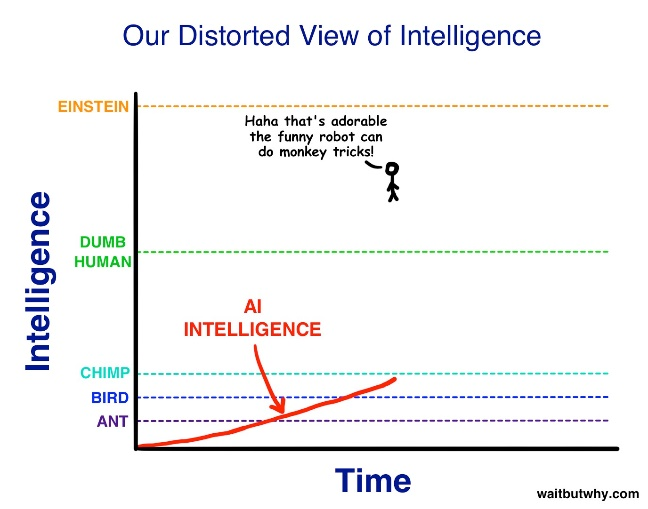 Our Distorted View of Intelligence
EINSTEIN
Haha that's adorable
the funny robot can
do monkey tricks!
DUMB
HUMAN
Intelligence
AI
INTELLIGENCE
CHIMP
BIRD
ANT
Time
waitbutwhy.com